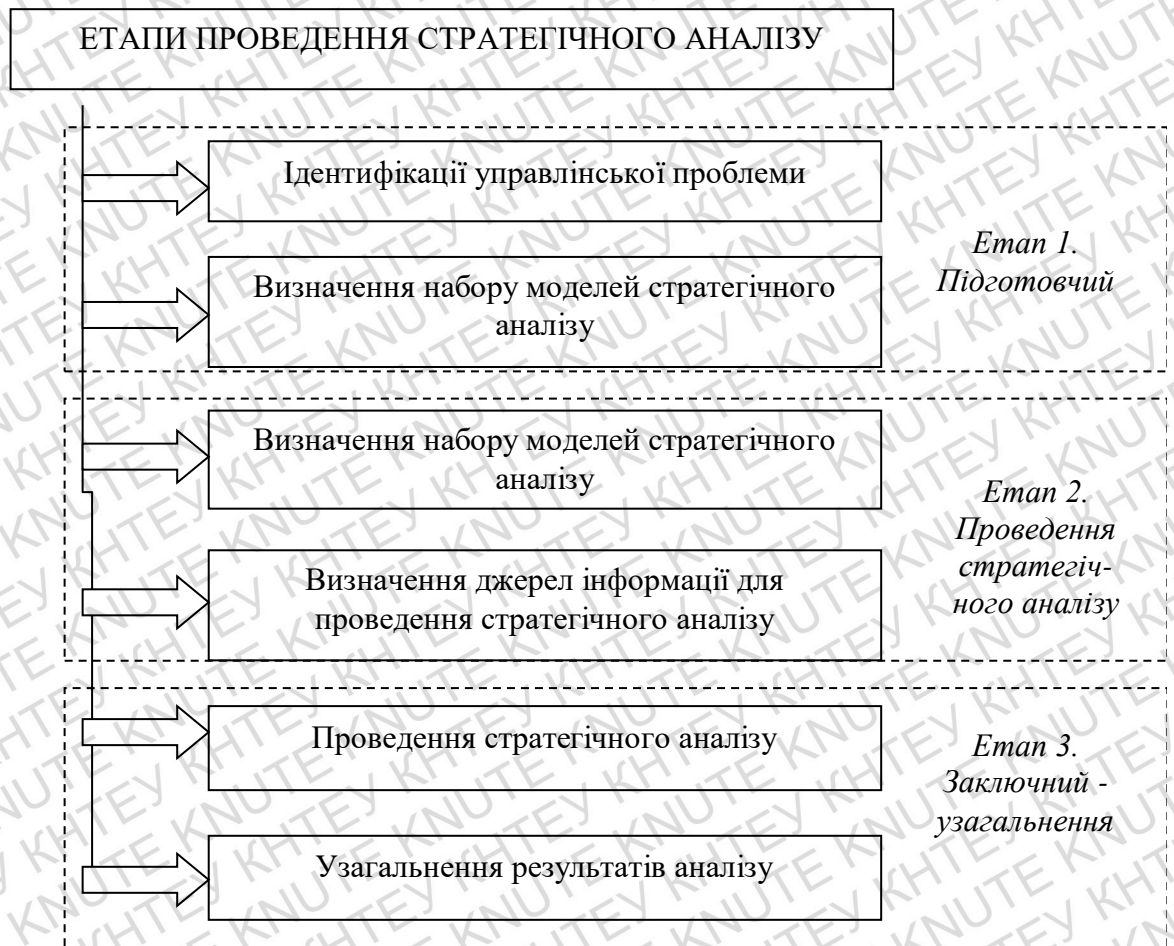 ЕТАПИ ПРОВЕДЕННЯ СТРАТЕГІЧНОГО АНАЛІЗУ
Ідентифікації управлінської проблеми
Визначення набору моделей стратегічного
аналізу
Етап 1.
Підготовчий
Визначення набору моделей стратегічного
аналізу
Визначення джерел інформації для
проведення стратегічного аналізу
Етап 2.
Проведення
стратегіч-
ного аналізу
Проведення стратегічного аналізу
Узагальнення результатів аналізу
Етап 3.
Заключний -
узагальнення